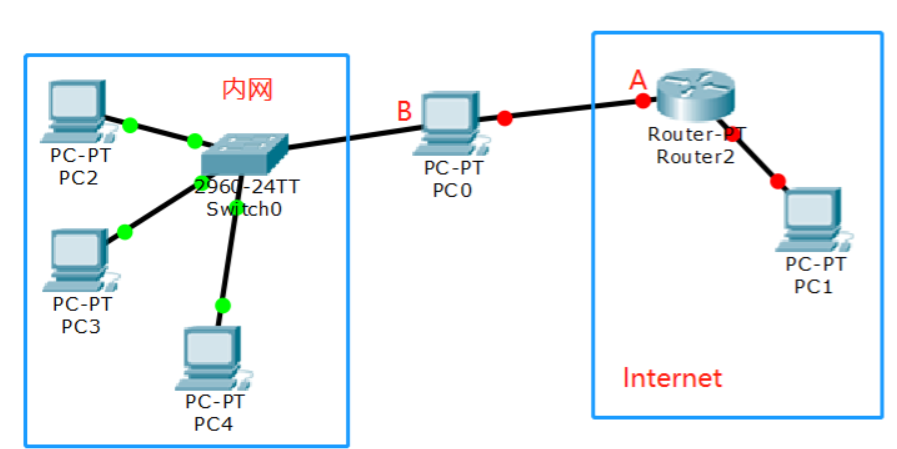 内网
PC-PT
PC2
2960-24TT
Switch0
PC-PT
PC3
PC-PT
PC4
B
PC-PT
PC0
A
Router-PT
Router2
PC-PT
PC1
Internet